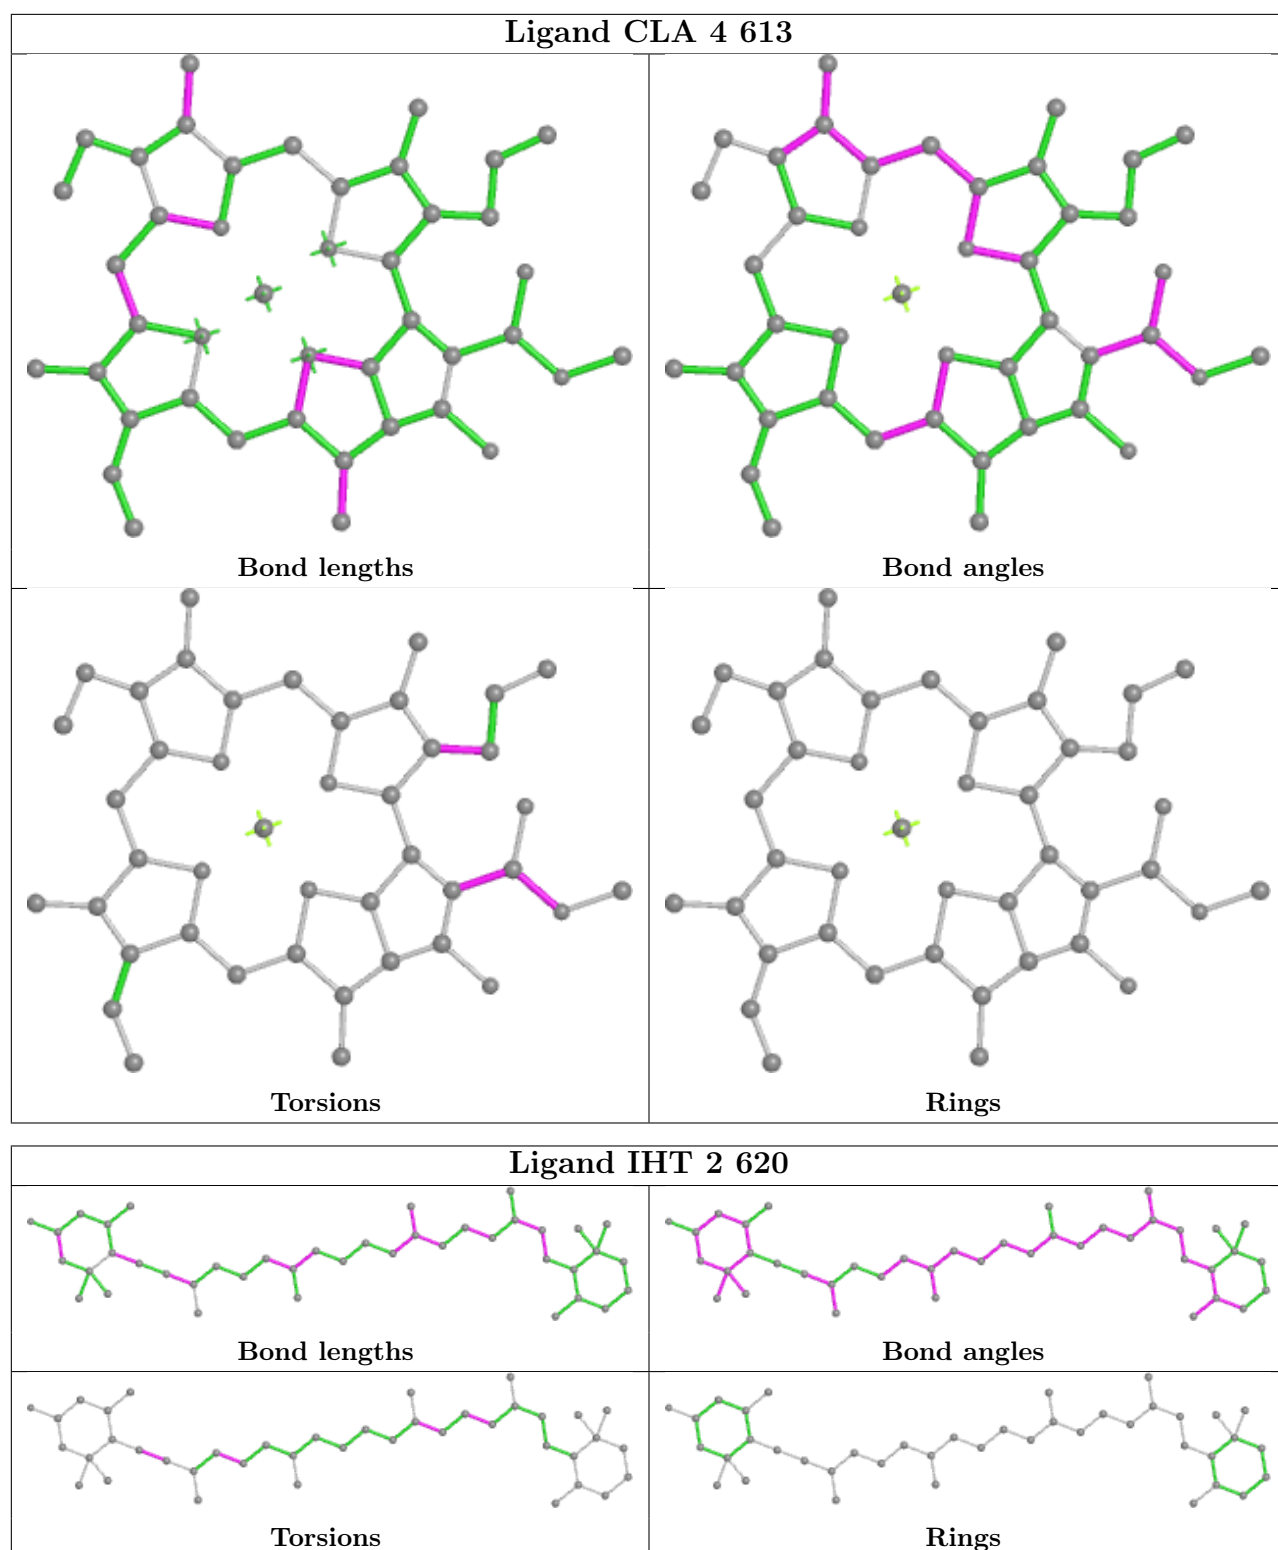 Ligand CLA 4 613
Bond lengths
Bond angles
Torsions
Rings
Ligand IHT 2 620
Bond lengths
Bond angles
Torsions
Rings